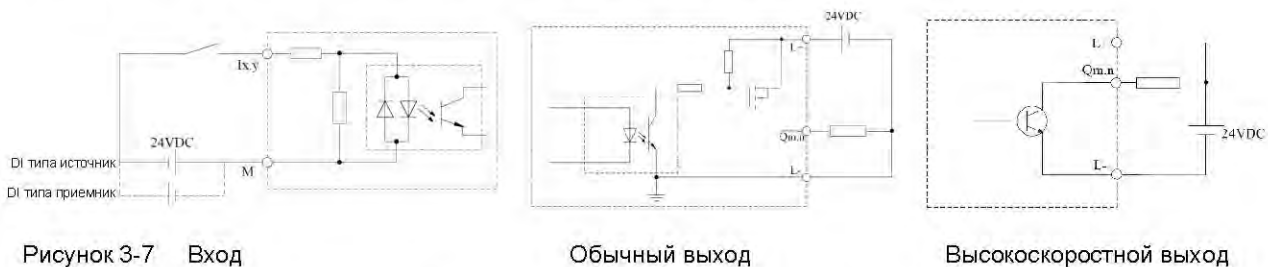 24VDC
L-
24VDC
L
Ix.y
Qm.n
24VDC
Qm.n
24VDC
DI типа источник
M
L-
L-
DI типа приемник
Рисунок 3-7 Вход
Обычный выход
Высокоскоростной выход